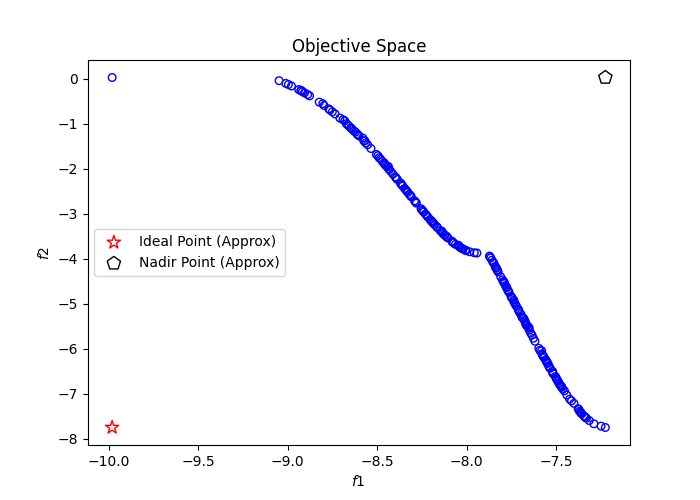 Objective Space
0
−1
−2
−3
−4
−5
−6
−7
−8
f2
Ideal Point (Approx)
Nadir Point (Approx)
−10.0 −9.5 −9.0 −8.5 −8.0 −7.5
f1